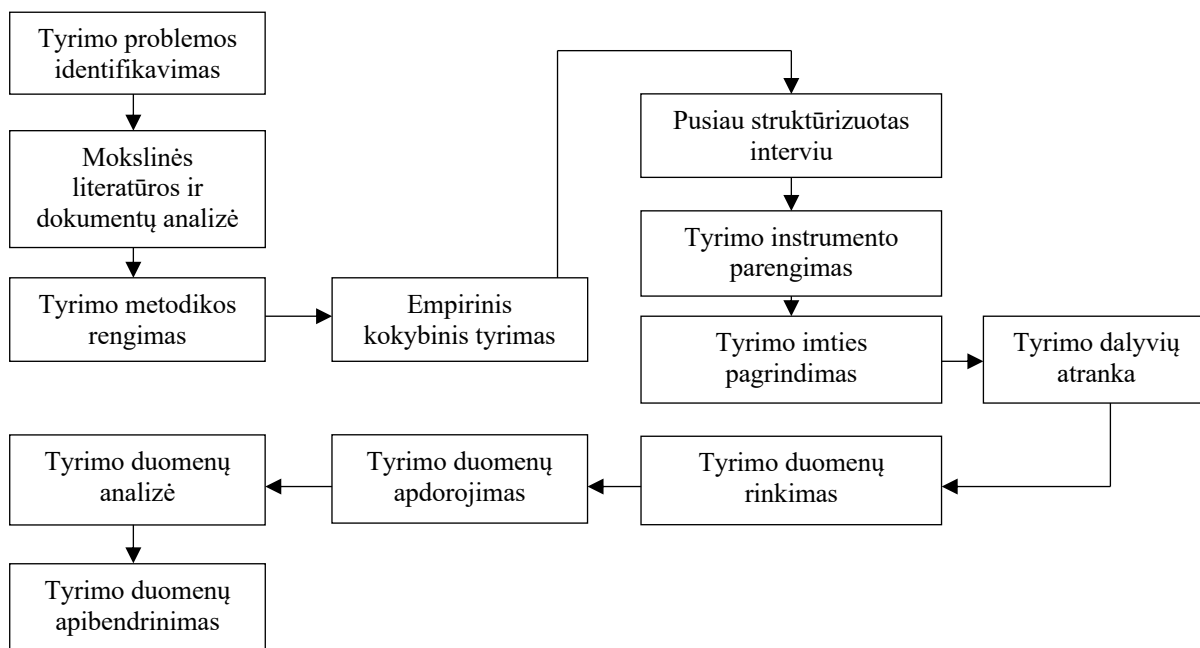 Tyrimo problemos
identifikavimas
Mokslinės
literatūros ir
dokumentų analizė
Tyrimo metodikos
rengimas
Empirinis
kokybinis tyrimas
Pusiau struktūrizuotas
interviu
Tyrimo instrumento
parengimas
Tyrimo imties
pagrindimas
Tyrimo dalyvių
atranka
Tyrimo duomenų
rinkimas
Tyrimo duomenų
apdorojimas
Tyrimo duomenų
analizė
Tyrimo duomenų
apibendrinimas